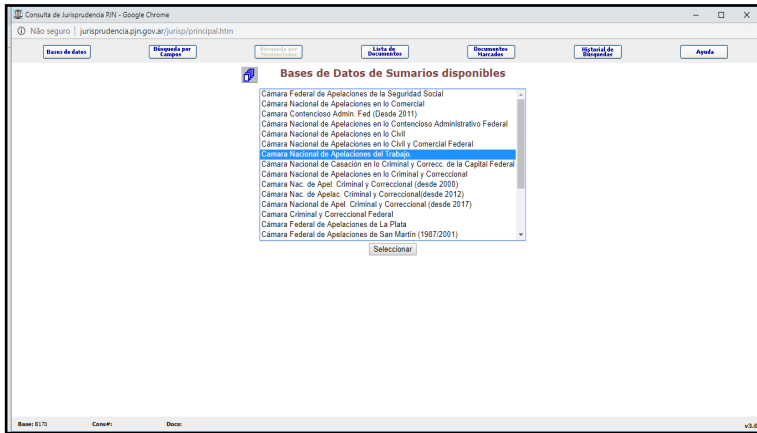 Consulta de Jurisprudencia PJN - Google Chrome
Não seguro | jurisprudencia.pjn.gov.ar/jurisp/principal.htm
Bases de datos
Búsqueda por Campos
Búsqueda por Nomenclador
Lista de Documentos
Documentos Marcados
Historial de Búsquedas
Ayuda
Bases de Datos de Sumarios disponibles
Cámara Federal de Apelaciones de la Seguridad Social
Cámara Nacional de Apelaciones en lo Comercial
Camara Contencioso Admin. Fed (Desde 2011)
Cámara Nacional de Apelaciones en lo Contencioso Administrativo Federal
Cámara Nacional de Apelaciones en lo Civil
Cámara Nacional de Apelaciones en lo Civil y Comercial Federal
Camara Nacional de Apelaciones del Trabajo.
Cámara Nacional de Casación en lo Criminal y Correcc. de la Capital Federal
Cámara Nacional de Apelaciones en lo Criminal y Correccional
Camara Nac. de Apel. Criminal y Correccional (desde 2000)
Cámara Nac. de Apelac. Criminal y Correccional(desde 2012)
Cámara Nacional de Apel. Criminal y Correccional (desde 2017)
Camara Criminal y Correccional Federal
Cámara Federal de Apelaciones de La Plata
Cámara Federal de Apelaciones de San Martín (1987/2001)
Seleccionar
Base: B170 Cons#: Docs: